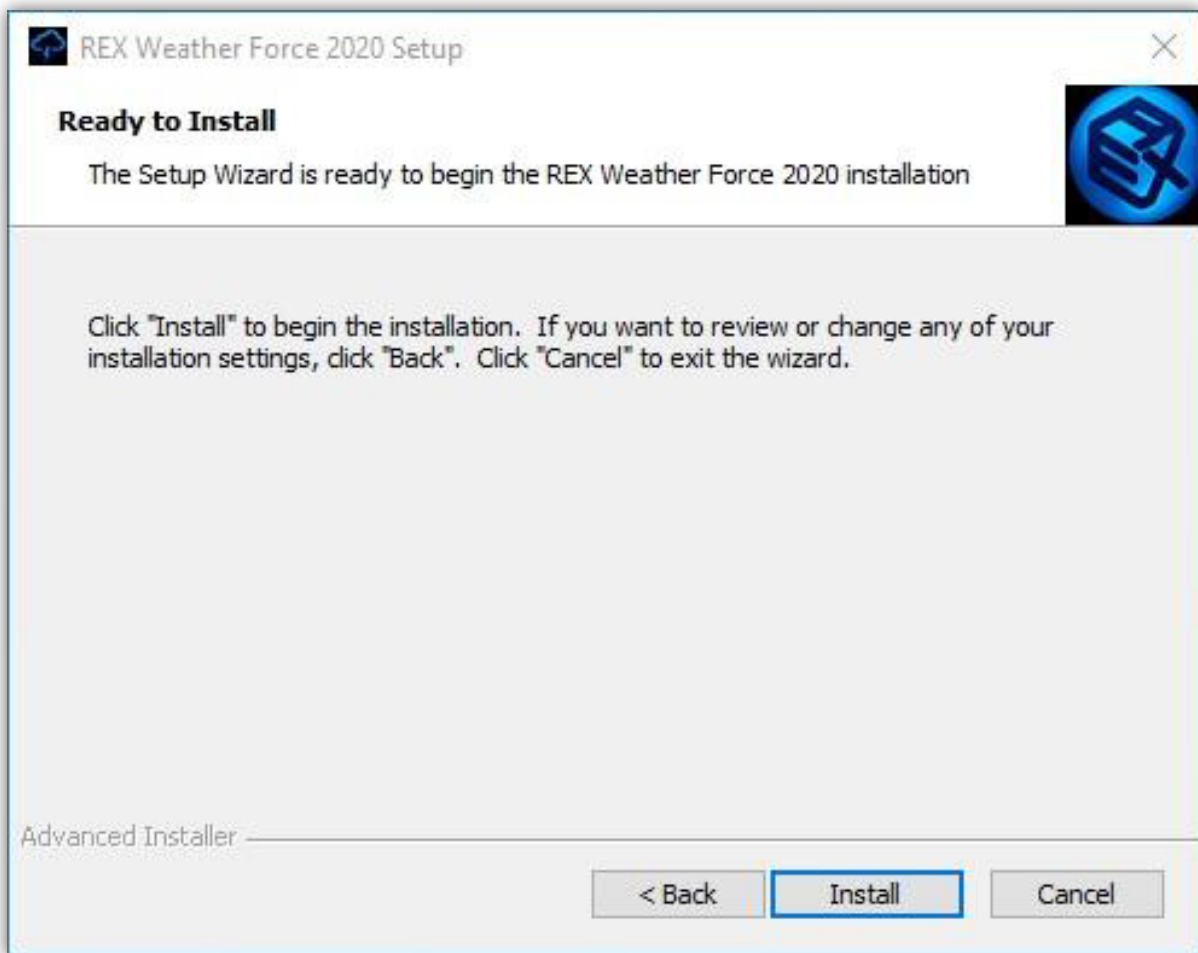 REX Weather Force 2020 Setup
Ready to Install
The Setup Wizard is ready to begin the REX Weather Force 2020 installation
REX
Click "Install" to begin the installation.  If you want to review or change any of your
installation settings, click "Back".  Click "Cancel" to exit the wizard.
Advanced Installer
< Back
Install
Cancel